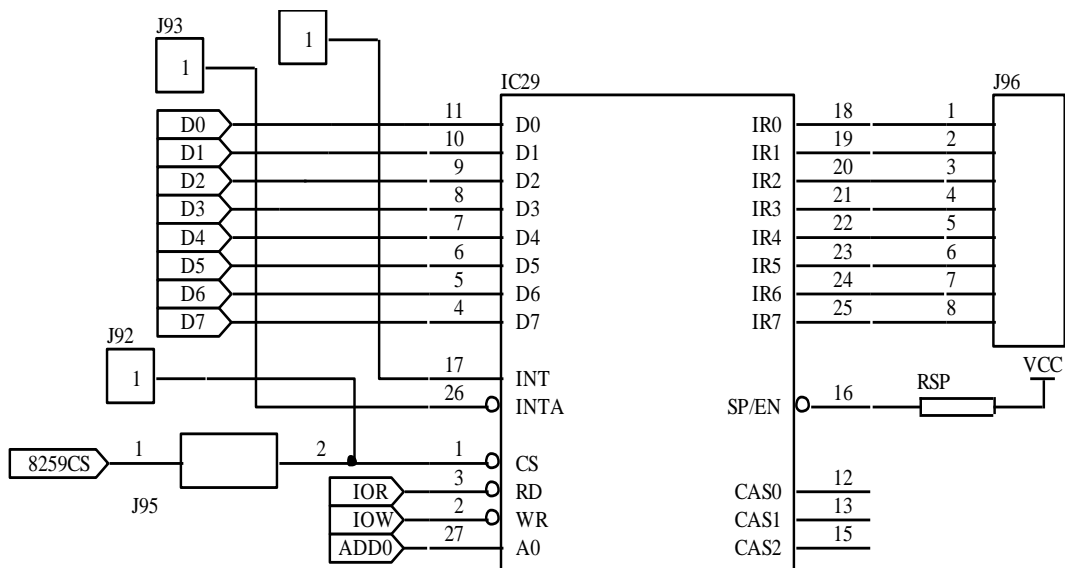 J93
1
1
IC29
J96
D0 11 D0 IR0 18 1
D1 10 D1 IR1 19 2
D2 9 D2 IR2 20 3
D3 8 D3 IR3 21 4
D4 7 D4 IR4 22 5
D5 6 D5 IR5 23 6
D6 5 D6 IR6 24 7
D7 4 D7 IR7 25 8
J92
1
17 INT
VCC
26 INTA SP/EN 16 RSP
8259CS 1 2 1 CS
J95
IOR 3 RD CAS0 12
IOW 2 WR CAS1 13
ADD0 27 A0 CAS2 15